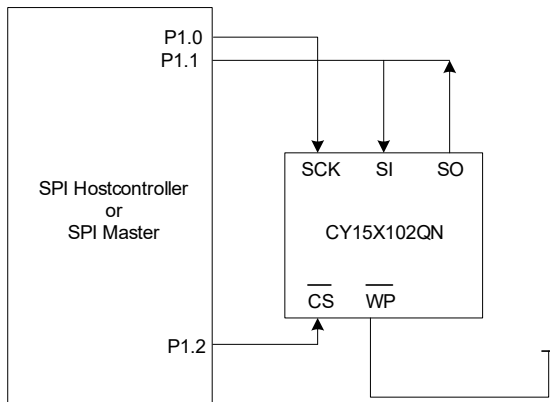 P1.0
P1.1
SCK SI SO
SPI Hostcontroller
or
SPI Master
CY15X102QN
CS WP
P1.2